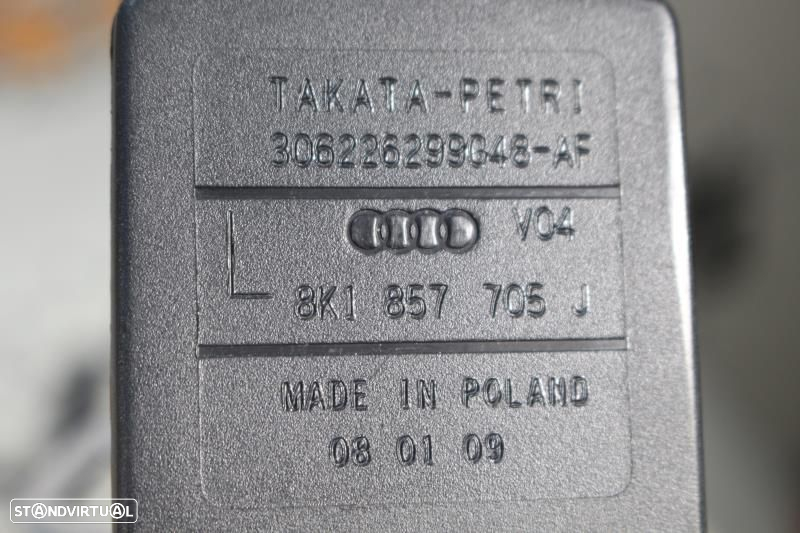 TAKATA-PETRI
306226299G48-AF
L V04
8K1 857 705 J
MADE IN POLAND
08 01 09
STANDVIRTUAL